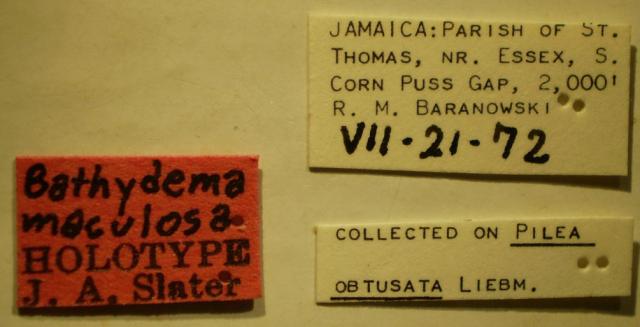 JAMAICA: PARISH OF ST.
THOMAS, NR. ESSEX, S.
CORN PUSS GAP, 2,000'
R. M. BARANOWSKI
VII-21-72
Bathydema
maculosa
HOLOTYPE
J. A. Slater
COLLECTED ON PILEA
OBTUSATA LIEBM.